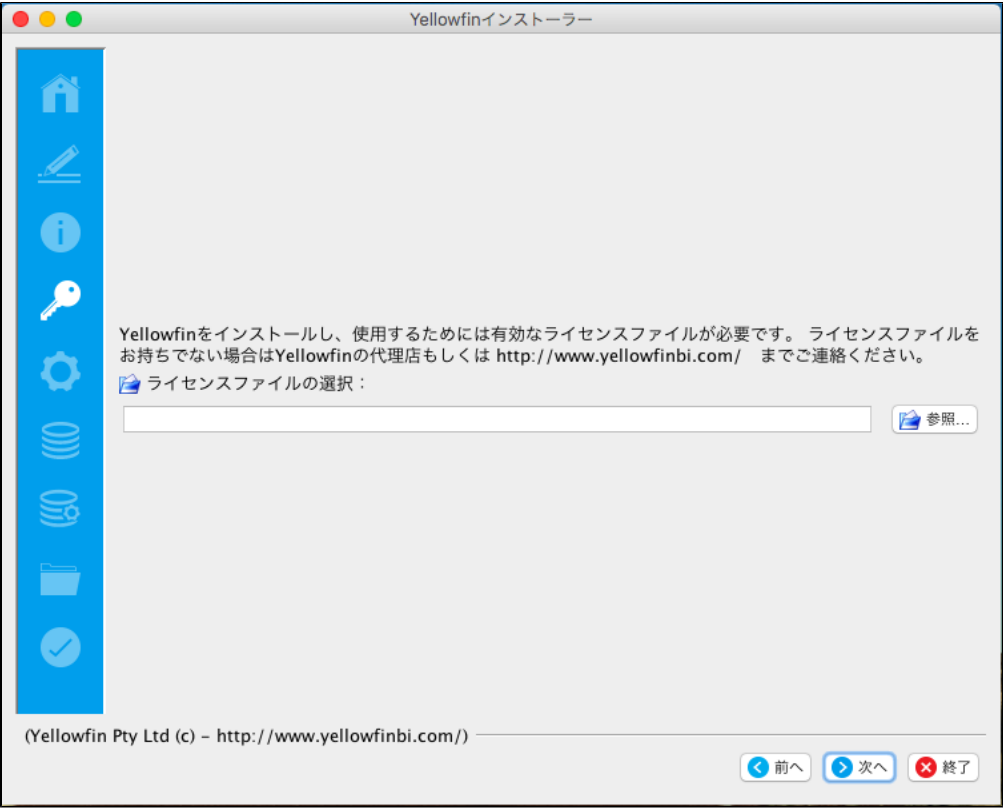 Yellowfinインストーラー
Yellowfinをインストールし、使用するためには有効なライセンスファイルが必要です。 ライセンスファイルを
お持ちでない場合はYellowfinの代理店もしくは http://www.yellowfinbi.com/　までご連絡ください。
ライセンスファイルの選択：
参照...
(Yellowfin Pty Ltd (c) – http://www.yellowfinbi.com/)
前へ 次へ 終了